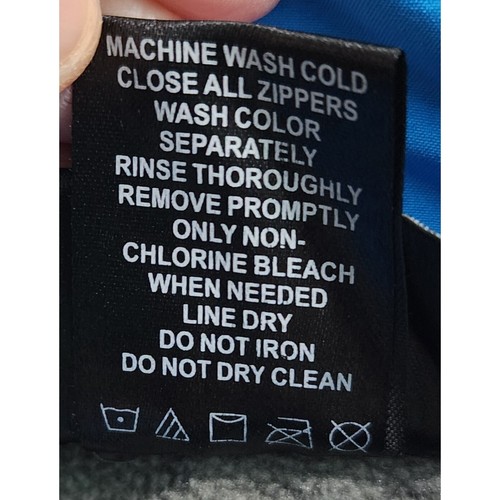 MACHINE WASH COLD
CLOSE ALL ZIPPERS
WASH COLOR
SEPARATELY
RINSE THOROUGHLY
REMOVE PROMPTLY
ONLY NON-
CHLORINE BLEACH
WHEN NEEDED
LINE DRY
DO NOT IRON
DO NOT DRY CLEAN